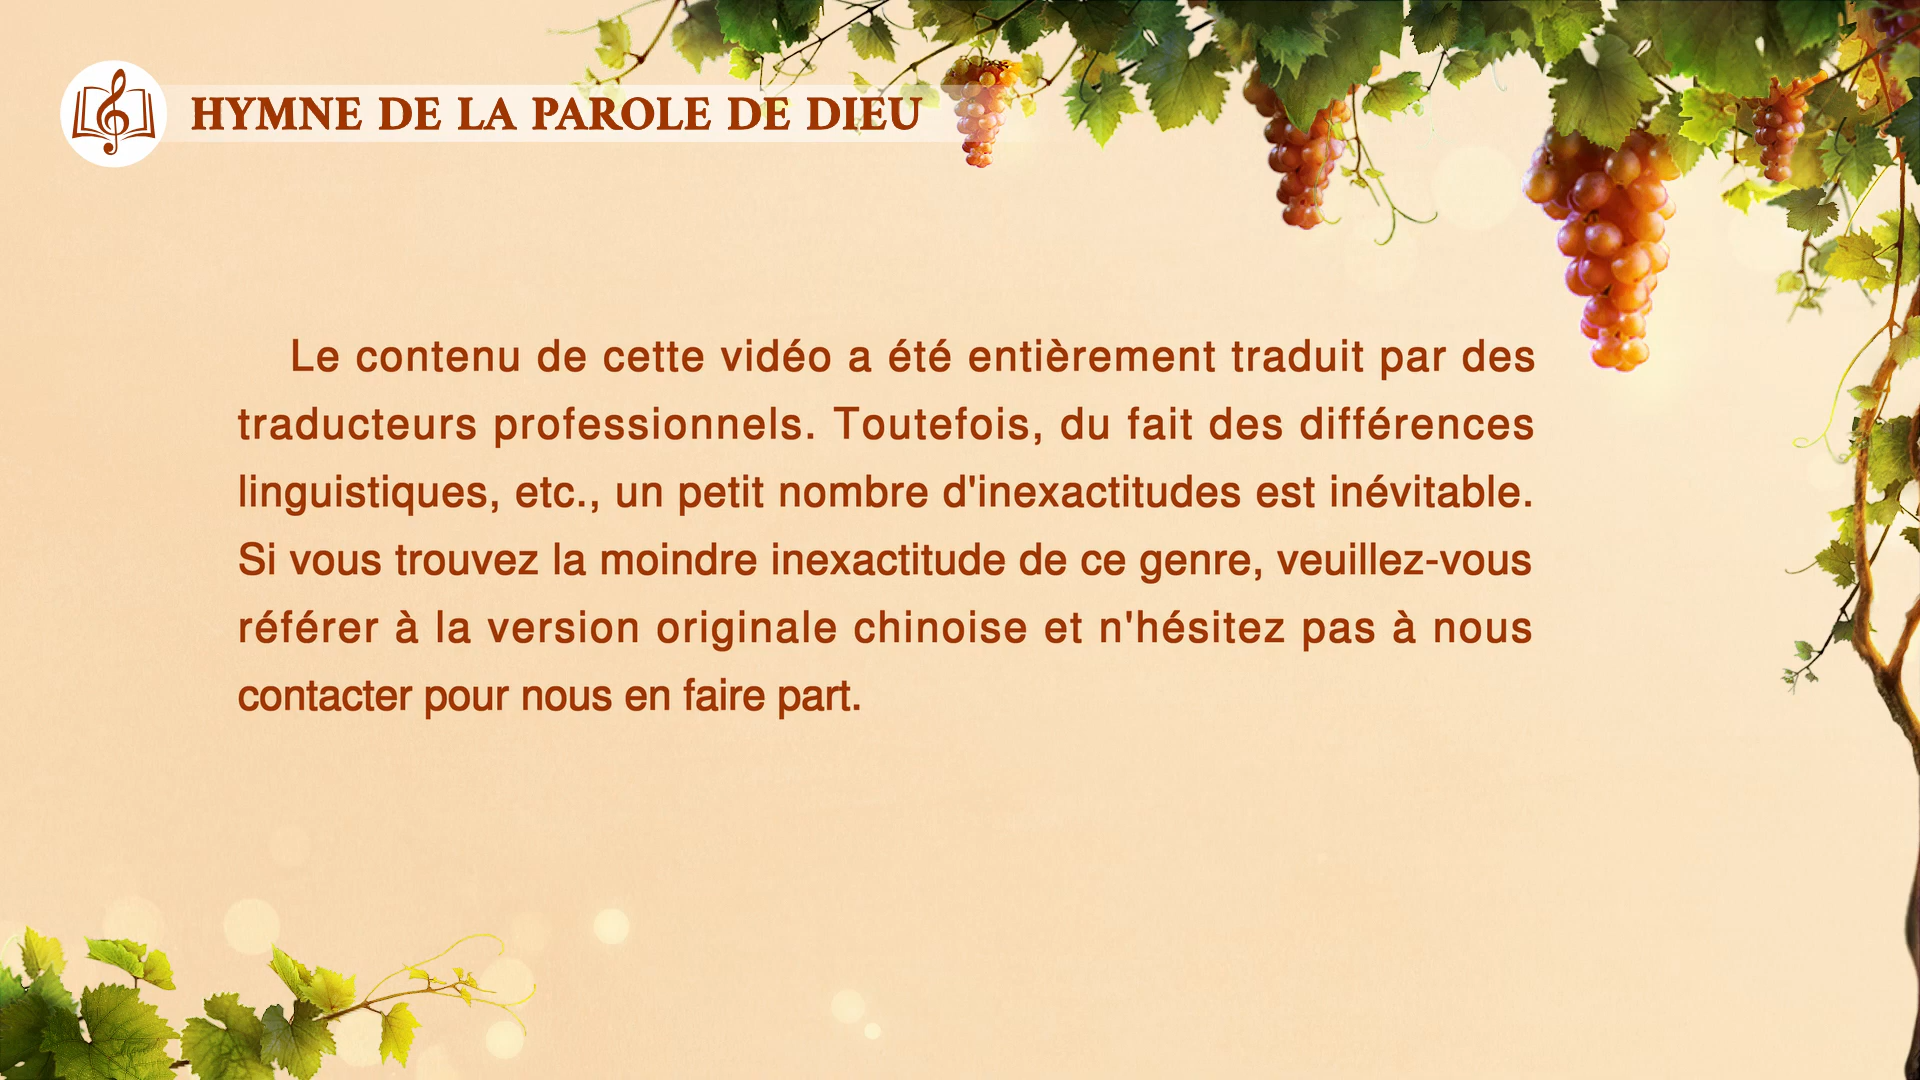 HYMNE DE LA PAROLE DE DIEU
Le contenu de cette vidéo a été entièrement traduit par des
traducteurs professionnels. Toutefois, du fait des différences
linguistiques, etc., un petit nombre d'inexactitudes est inévitable.
Si vous trouvez la moindre inexactitude de ce genre, veuillez-vous
référer à la version originale chinoise et n'hésitez pas à nous
contacter pour nous en faire part.